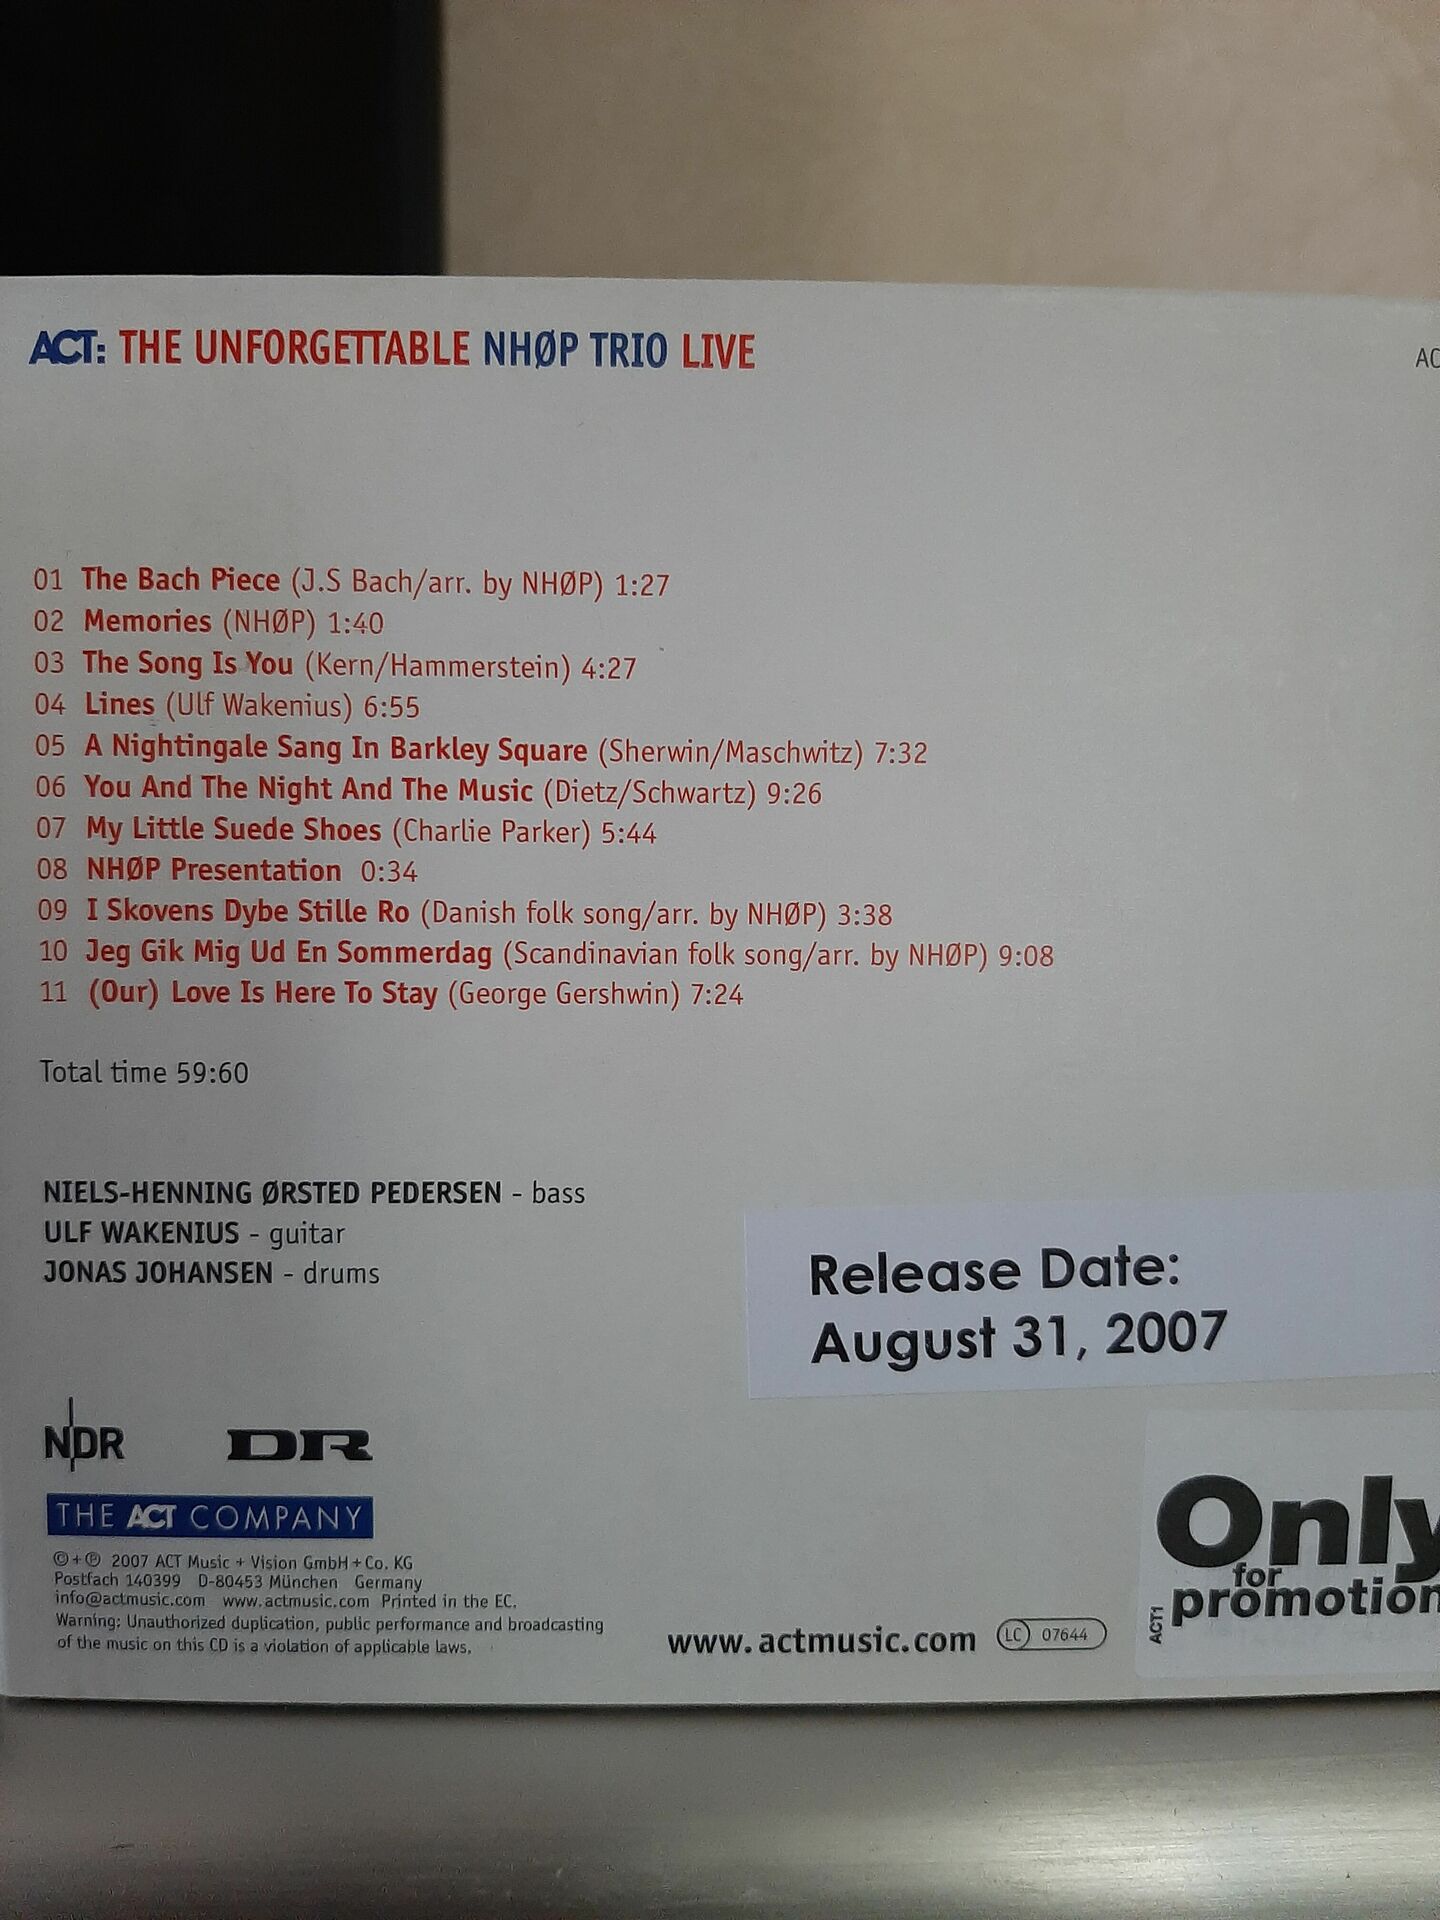 ACT: THE UNFORGETTABLE NHØP TRIO LIVE
AC
01 The Bach Piece (J.S Bach/arr. by NHØP) 1:27
02 Memories (NHØP) 1:40
03 The Song Is You (Kern/Hammerstein) 4:27
04 Lines (Ulf Wakenius) 6:55
05 A Nightingale Sang In Barkley Square (Sherwin/Maschwitz) 7:32
06 You And The Night And The Music (Dietz/Schwartz) 9:26
07 My Little Suede Shoes (Charlie Parker) 5:44
08 NHØP Presentation 0:34
09 I Skovens Dybe Stille Ro (Danish folk song/arr. by NHØP) 3:38
10 Jeg Gik Mig Ud En Sommerdag (Scandinavian folk song/arr. by NHØP) 9:08
11 (Our) Love Is Here To Stay (George Gershwin) 7:24
Total time 59:60
NIELS-HENNING ØRSTED PEDERSEN - bass
ULF WAKENIUS - guitar
JONAS JOHANSEN - drums
Release Date:
August 31, 2007
NDR DR
THE ACT COMPANY
©+℗ 2007 ACT Music + Vision GmbH + Co. KG
Postfach 140399 D-80453 München Germany
info@actmusic.com www.actmusic.com Printed in the EC.
Warning: Unauthorized duplication, public performance and broadcasting
of the music on this CD is a violation of applicable laws.
www.actmusic.com LC 07644
Only
for
promotion
ACT1